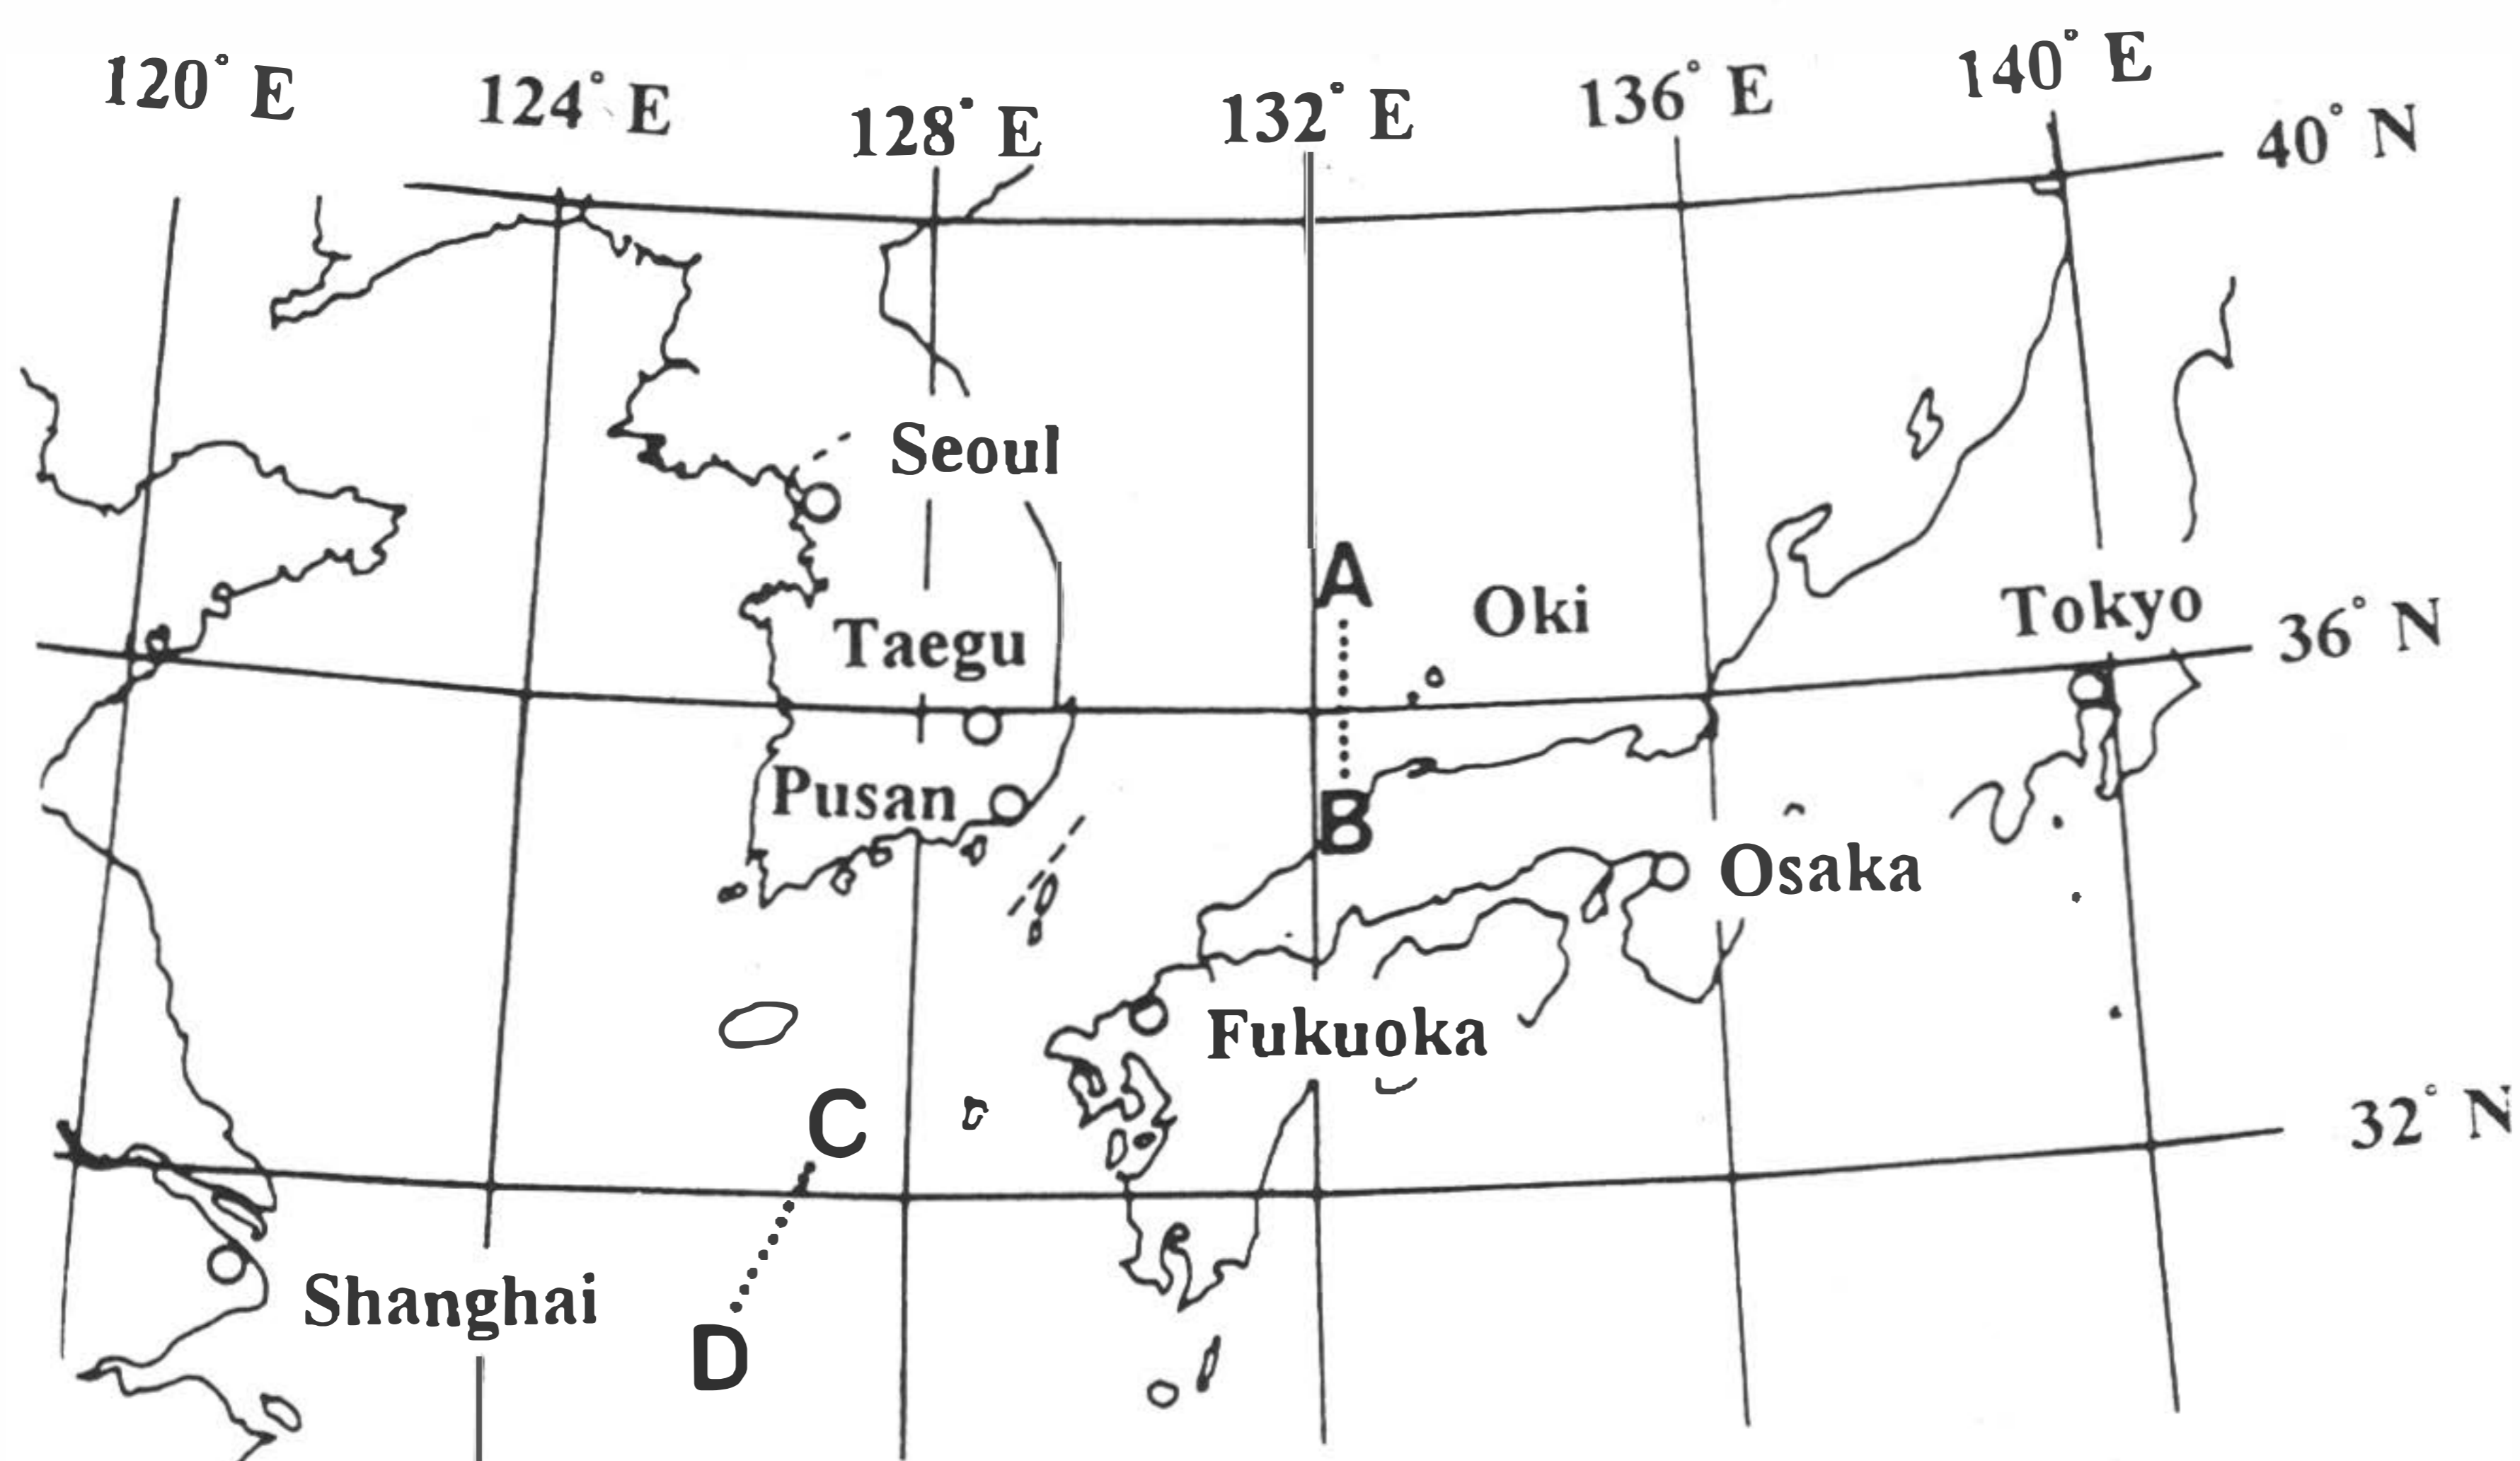 120° E
124° E
128° E
132° E
136° E
140° E
40° N
Seoul
A
Oki
Tokyo
36° N
Taegu
Pusan
B
Osaka
Fukuoka
C
32° N
Shanghai
D